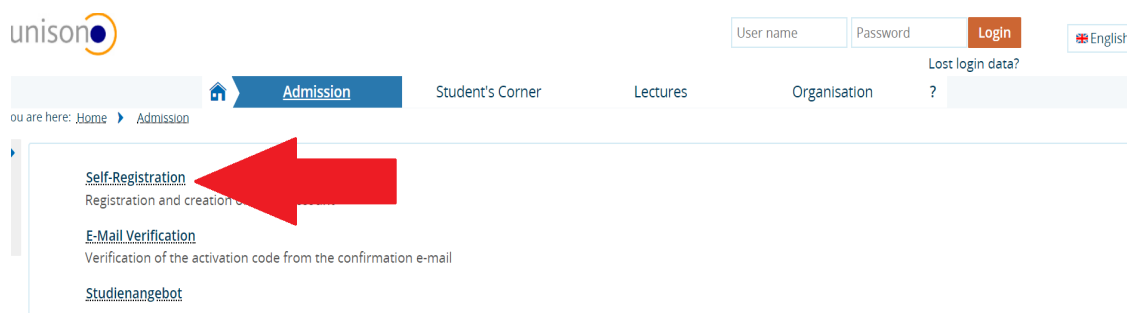 unisono
User name Password Login English
Lost login data?
Admission Student's Corner Lectures Organisation ?
ou are here: Home Admission
Self-Registration
Registration and creation
E-Mail Verification
Verification of the activation code from the confirmation e-mail
Studienangebot